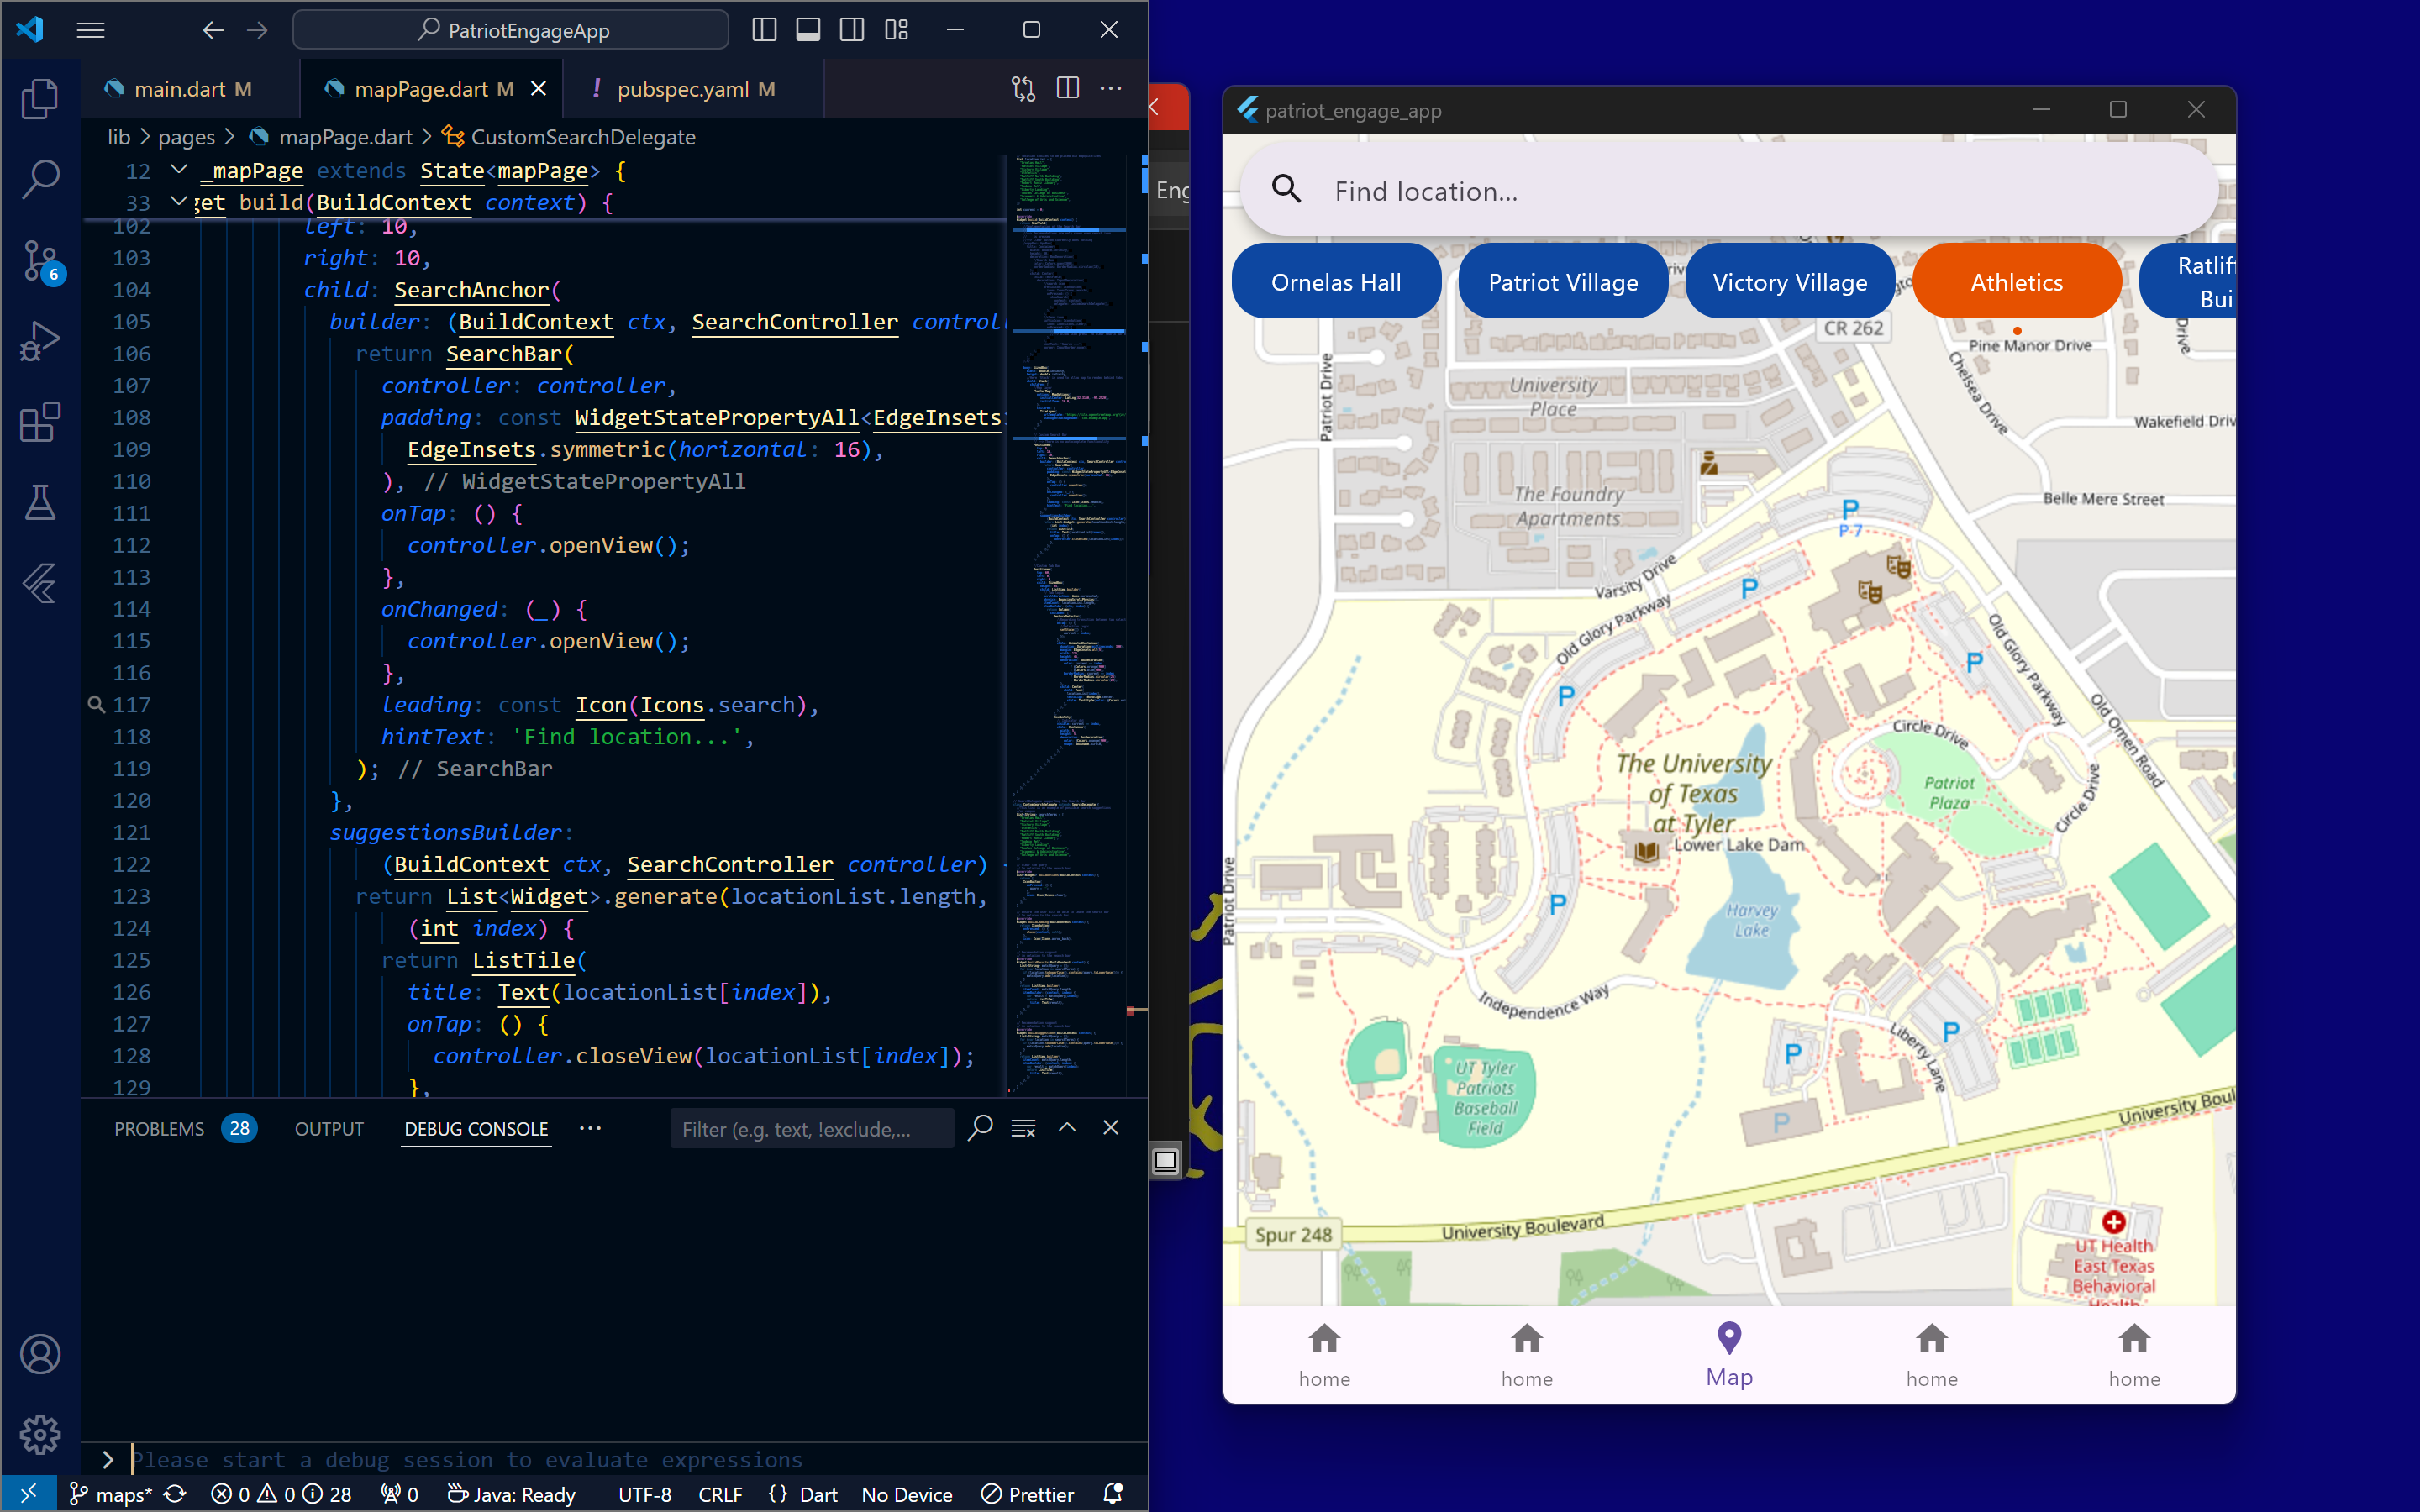 PatriotEngageApp
main.dart M
mapPage.dart M
! pubspec.yaml M
lib > pages > mapPage.dart > CustomSearchDelegate
12 _mapPage extends State<mapPage> {
33 get build(BuildContext context) {
102 left: 10,
103 right: 10,
104 child: SearchAnchor(
105 builder: (BuildContext ctx, SearchController control
106 return SearchBar(
107 controller: controller,
108 padding: const WidgetStatePropertyAll<EdgeInsets
109 EdgeInsets.symmetric(horizontal: 16),
110 ), // WidgetStatePropertyAll
111 onTap: () {
112 controller.openView();
113 },
114 onChanged: (_) {
115 controller.openView();
116 },
117 leading: const Icon(Icons.search),
118 hintText: 'Find location...',
119 ); // SearchBar
120 },
121 suggestionsBuilder:
122 (BuildContext ctx, SearchController controller)
123 return List<Widget>.generate(locationList.length,
124 (int index) {
125 return ListTile(
126 title: Text(locationList[index]),
127 onTap: () {
128 controller.closeView(locationList[index]);
129 },
PROBLEMS 28 OUTPUT DEBUG CONSOLE ...
Filter (e.g. text, !exclude,...
Please start a debug session to evaluate expressions
6
maps* 0 0 28 0 Java: Ready UTF-8 CRLF {} Dart No Device Prettier
Eng
patriot_engage_app
Find location...
Ornelas Hall
Patriot Village
Victory Village
Athletics
Ratliff
Bui
CR 262
Pine Manor Drive
Patriot Drive
University
Place
Chelsea Drive
Wakefield Driv
The Foundry
Apartments
Belle Mere Street
P
P-7
Varsity Drive
P
Old Glory Parkway
Old Glory Parkway
P
P
Old Omen Road
Circle Drive
The University
of Texas
at Tyler
Patriot
Plaza
Circle Drive
Lower Lake Dam
Patriot Drive
P
Harvey
Lake
Independence Way
P
Liberty Lane
P
UT Tyler
Patriots
Baseball
Field
P
University Boul
University Boulevard
Spur 248
UT Health
East Texas
Behavioral
Health
home
home
Map
home
home